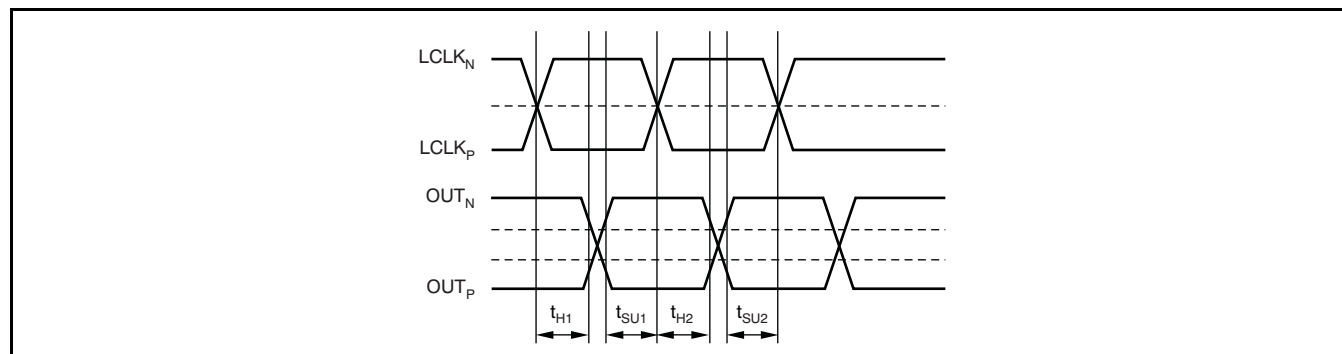 LCLK_N
LCLK_P
OUT_N
OUT_P
t_H1 t_SU1 t_H2 t_SU2